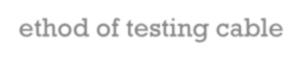 ethod of testing cable